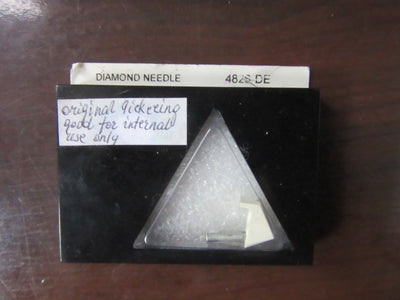 DIAMOND NEEDLE 4826-DE
original Pickering
good for internal
use only